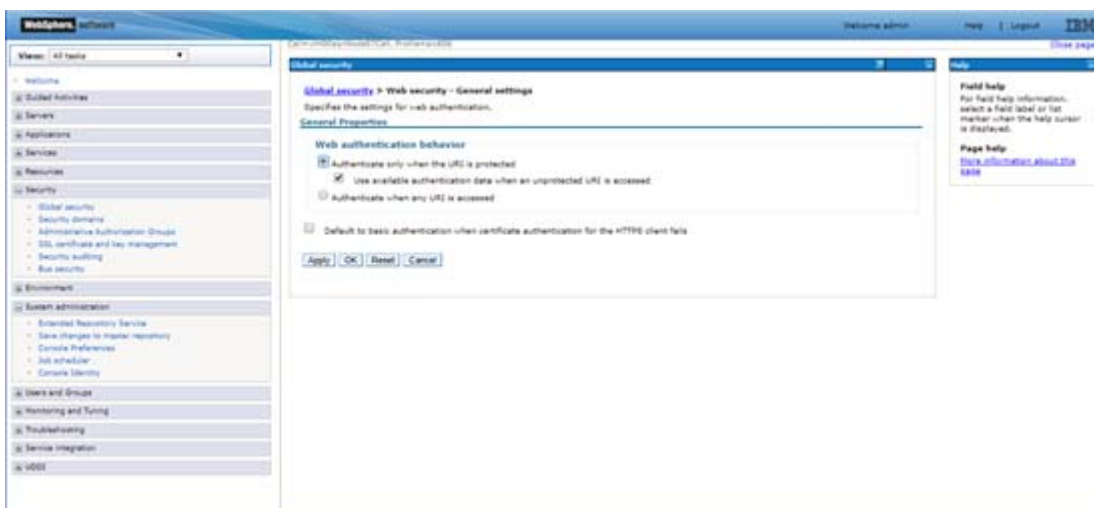 WebSphere. software
Welcome admin
Help | Logout
IBM
View: All tasks
Welcome
Guided Activities
Servers
Applications
Services
Resources
Security
Global security
Security domains
Administrative Authorization Groups
SSL certificate and key management
Security auditing
Bus security
Environment
System administration
Extended Repository Service
Save changes to master repository
Console Preferences
Job scheduler
Console Identity
Users and Groups
Monitoring and Tuning
Troubleshooting
Service integration
UDDI
Close page
Global security
Global security > Web security - General settings
Specifies the settings for web authentication.
General Properties
Web authentication behavior
Authenticate only when the URI is protected
Use available authentication data when an unprotected URI is accessed
Authenticate when any URI is accessed
Default to basic authentication when certificate authentication for the HTTPS client fails
Apply OK Reset Cancel
Help
Field help
For field help information,
select a field label or list
marker when the help cursor
is displayed.
Page help
More information about this
page